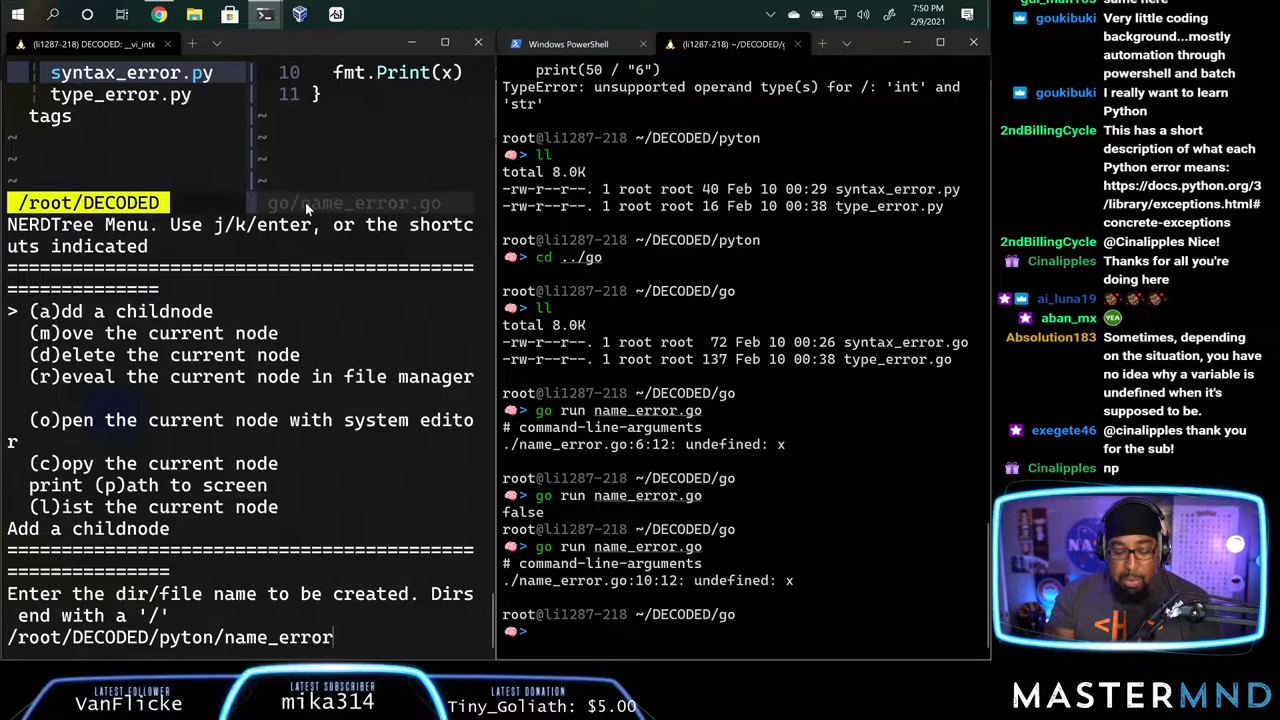 7:50 PM
2/9/2021
(li1287-218) DECODED: __vi_inte
syntax_error.py
type_error.py
tags
~
~
~
10 fmt.Print(x)
11 }
~
~
~
~
/root/DECODED
go/name_error.go
NERDTree Menu. Use j/k/enter, or the shortc
uts indicated
===========================================
==============
> (a)dd a childnode
(m)ove the current node
(d)elete the current node
(r)eveal the current node in file manager
(o)pen the current node with system edito
r
(c)opy the current node
print (p)ath to screen
(l)ist the current node
Add a childnode
===========================================
===============
Enter the dir/file name to be created. Dirs
end with a '/'
/root/DECODED/pyton/name_error
Windows PowerShell
(li1287-218) ~/DECODED/g
print(50 / "6")
TypeError: unsupported operand type(s) for /: 'int' and
'str'
root@li1287-218 ~/DECODED/pyton
> ll
total 8.0K
-rw-r--r--. 1 root root 40 Feb 10 00:29 syntax_error.py
-rw-r--r--. 1 root root 16 Feb 10 00:38 type_error.py
root@li1287-218 ~/DECODED/pyton
> cd ../go
root@li1287-218 ~/DECODED/go
> ll
total 8.0K
-rw-r--r--. 1 root root 72 Feb 10 00:26 syntax_error.go
-rw-r--r--. 1 root root 137 Feb 10 00:38 type_error.go
root@li1287-218 ~/DECODED/go
> go run name_error.go
# command-line-arguments
./name_error.go:6:12: undefined: x
root@li1287-218 ~/DECODED/go
> go run name_error.go
false
root@li1287-218 ~/DECODED/go
> go run name_error.go
# command-line-arguments
./name_error.go:10:12: undefined: x
root@li1287-218 ~/DECODED/go
>
same here
goukibuki Very little coding
background...mostly
automation through
powershell and batch
goukibuki I really want to learn
Python
2ndBillingCycle This has a short
description of what each
Python error means:
https://docs.python.org/3
/library/exceptions.html#
concrete-exceptions
2ndBillingCycle @Cinalipples Nice!
Cinalipples Thanks for all you're
doing here
ai_luna19
aban_mx YEA
Absolution183 Sometimes, depending
on the situation, you have
no idea why a variable is
undefined when it's
supposed to be.
exegete46 @cinalipples thank you
for the sub!
Cinalipples np
NASA
<H>
LATEST FOLLOWER
VanFlicke
LATEST SUBSCRIBER
mika314
LATEST DONATION
Tiny_Goliath: $5.00
MASTERMND